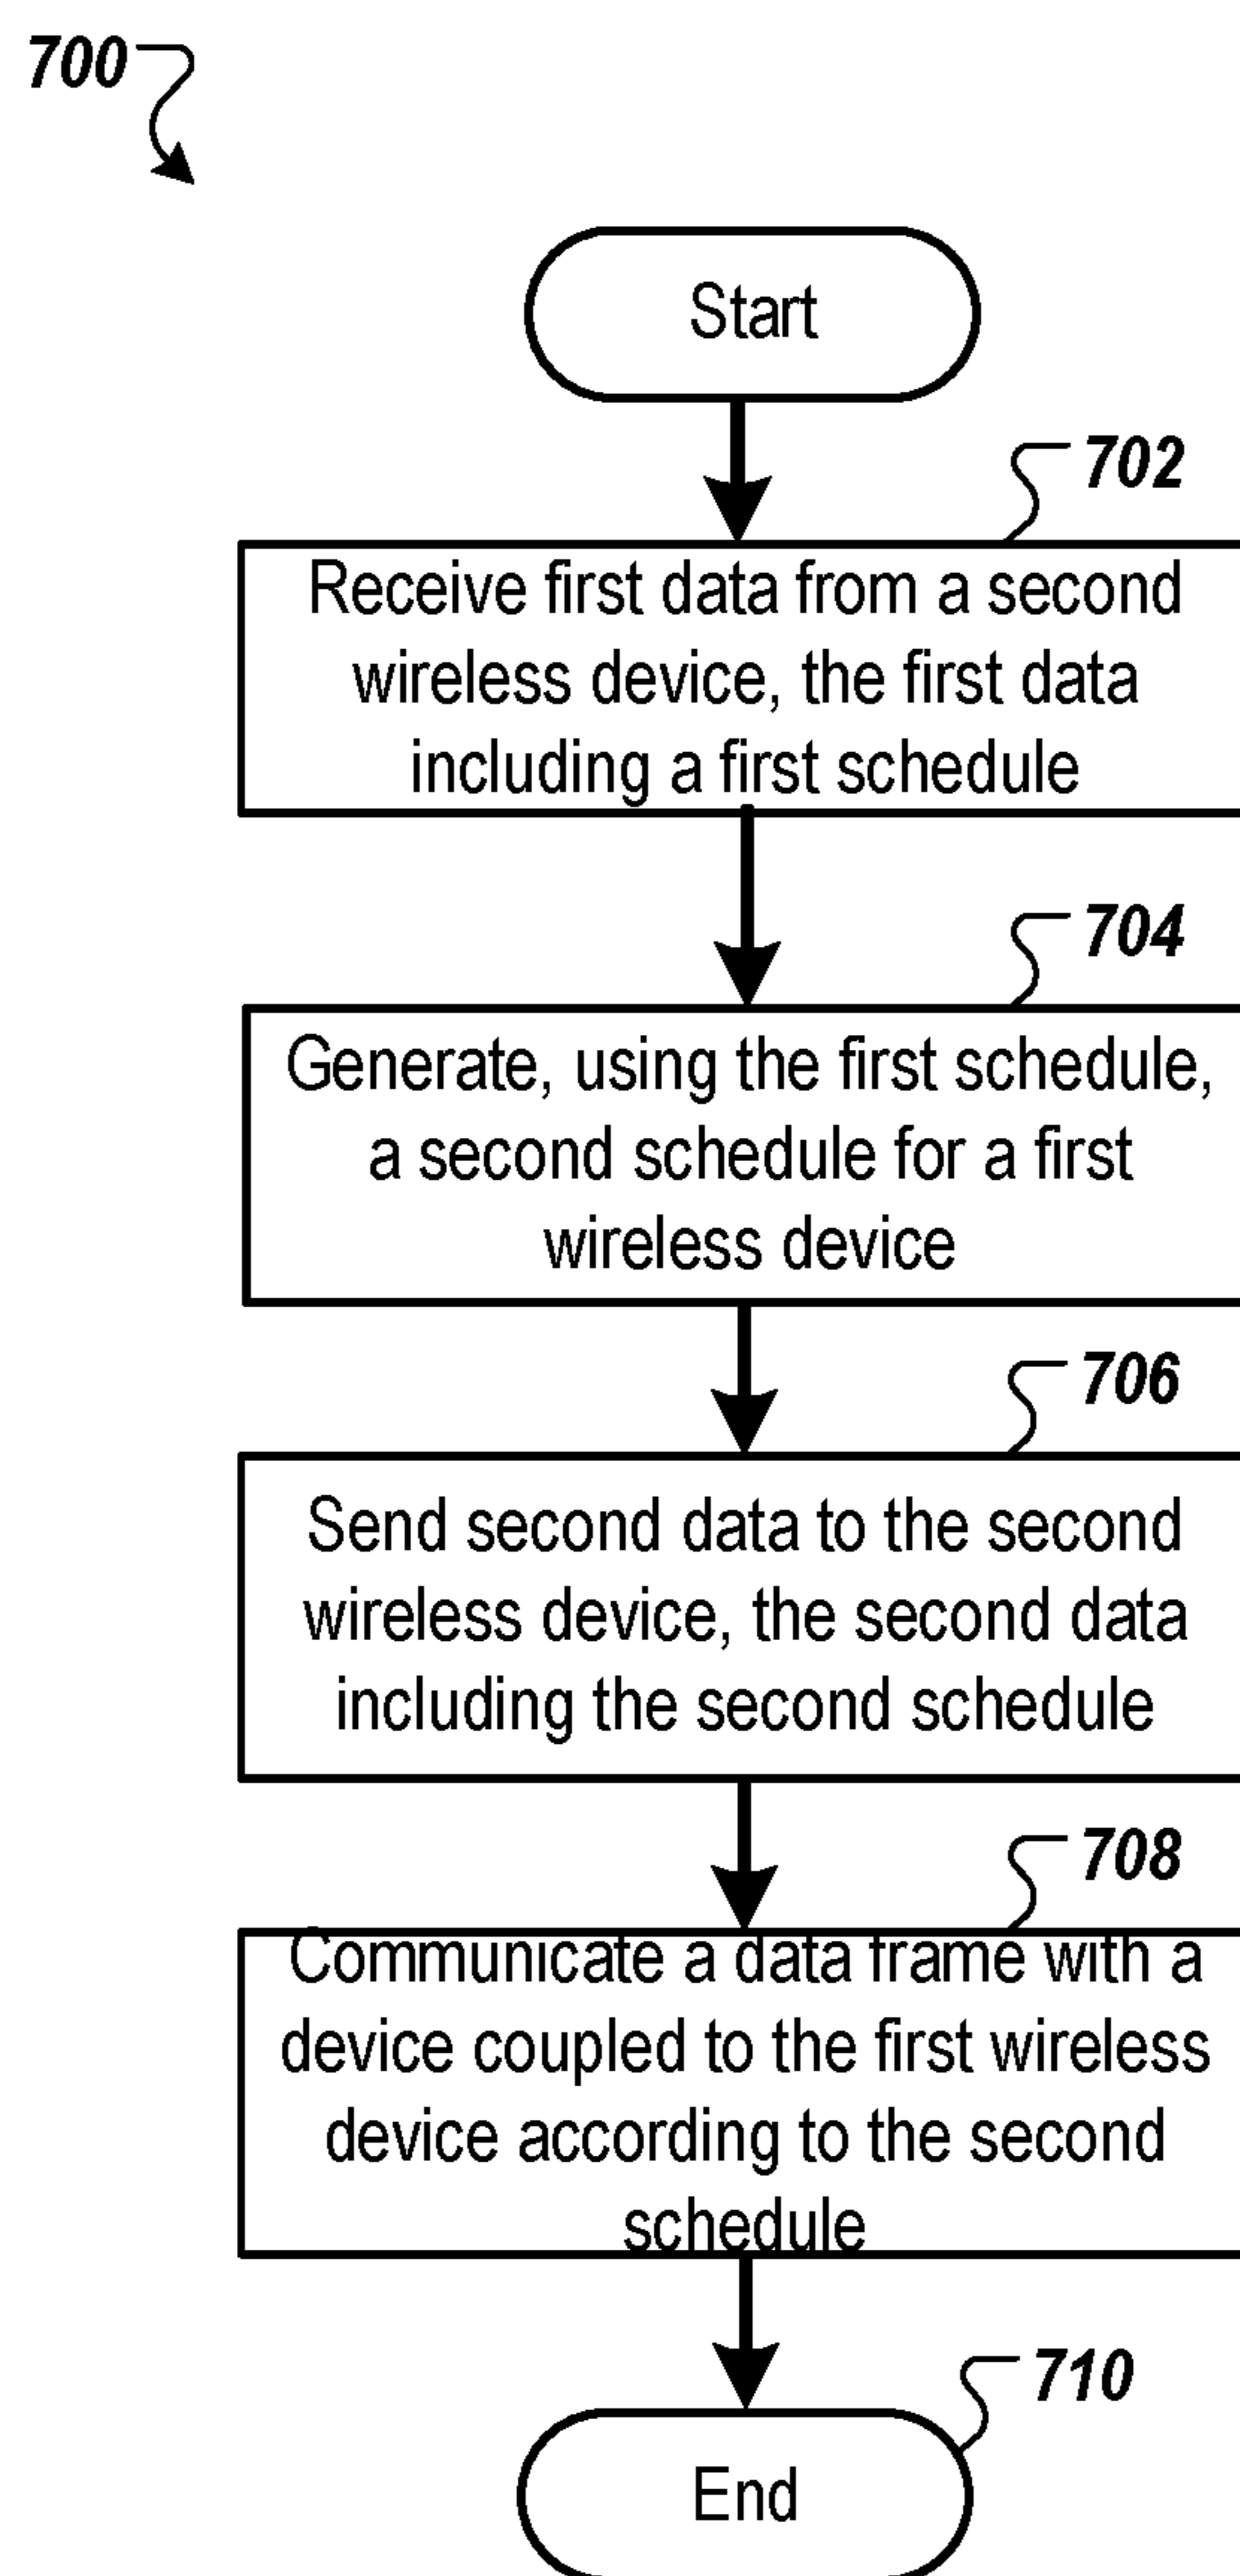 700
Start
702
Receive first data from a second
wireless device, the first data
including a first schedule
704
Generate, using the first schedule,
a second schedule for a first
wireless device
706
Send second data to the second
wireless device, the second data
including the second schedule
708
Communicate a data frame with a
device coupled to the first wireless
device according to the second
schedule
710
End